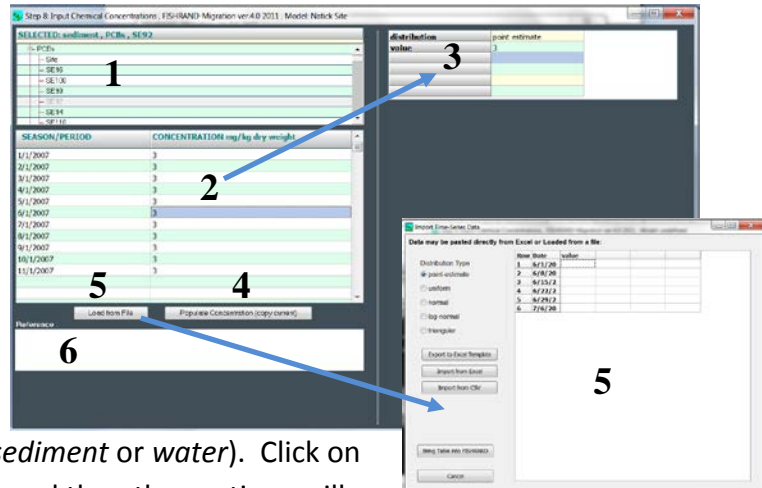 Step 8: Input Chemical Concentrations , FISHRAND-Migration ver4.0 2011 , Model: Natick Site
SELECTED: sediment , PCBs , SE92
PCBs
Site
SE16
SE100
SE93
SE92
SE94
SE110
1
SEASON/PERIOD CONCENTRATION mg/kg dry weight
1/1/2007 3
2/1/2007 3
3/1/2007 3
4/1/2007 3
5/1/2007 3
6/1/2007 3
7/1/2007 3
8/1/2007 3
9/1/2007 3
10/1/2007 3
11/1/2007 3
2
5 4
Load from File Populate Concentration (copy current)
Reference
6
distribution point estimate
value 3
3
Import Time-Series Data
Data may be pasted directly from Excel or Loaded from a file:
Distribution Type
point estimate
uniform
normal
log-normal
triangular
Export to Excel Template
Import from Excel
Import from CSV
Bring Table into FISHRAND
Cancel
Row Date value
1 6/1/20
2 6/8/20
3 6/15/2
4 6/22/2
5 6/29/2
6 7/6/20
5
sediment or water). Click on